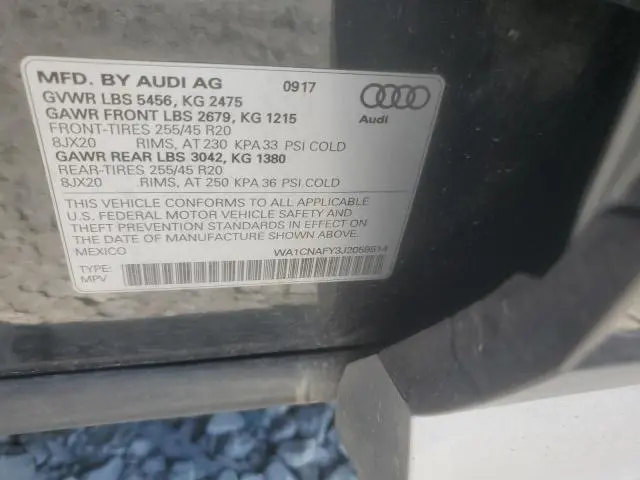 MFD. BY AUDI AG 09 17
GVWR LBS 5456, KG 2475
GAWR FRONT LBS 2679, KG 1215
FRONT-TIRES 255/45 R20
8JX20 RIMS, AT 230 KPA 33 PSI COLD
GAWR REAR LBS 3042, KG 1380
REAR-TIRES 255/45 R20
8JX20 RIMS, AT 250 KPA 36 PSI COLD
Audi
THIS VEHICLE CONFORMS TO ALL APPLICABLE
U.S. FEDERAL MOTOR VEHICLE SAFETY AND
THEFT PREVENTION STANDARDS IN EFFECT ON
THE DATE OF MANUFACTURE SHOWN ABOVE.
MEXICO
TYPE:
MPV